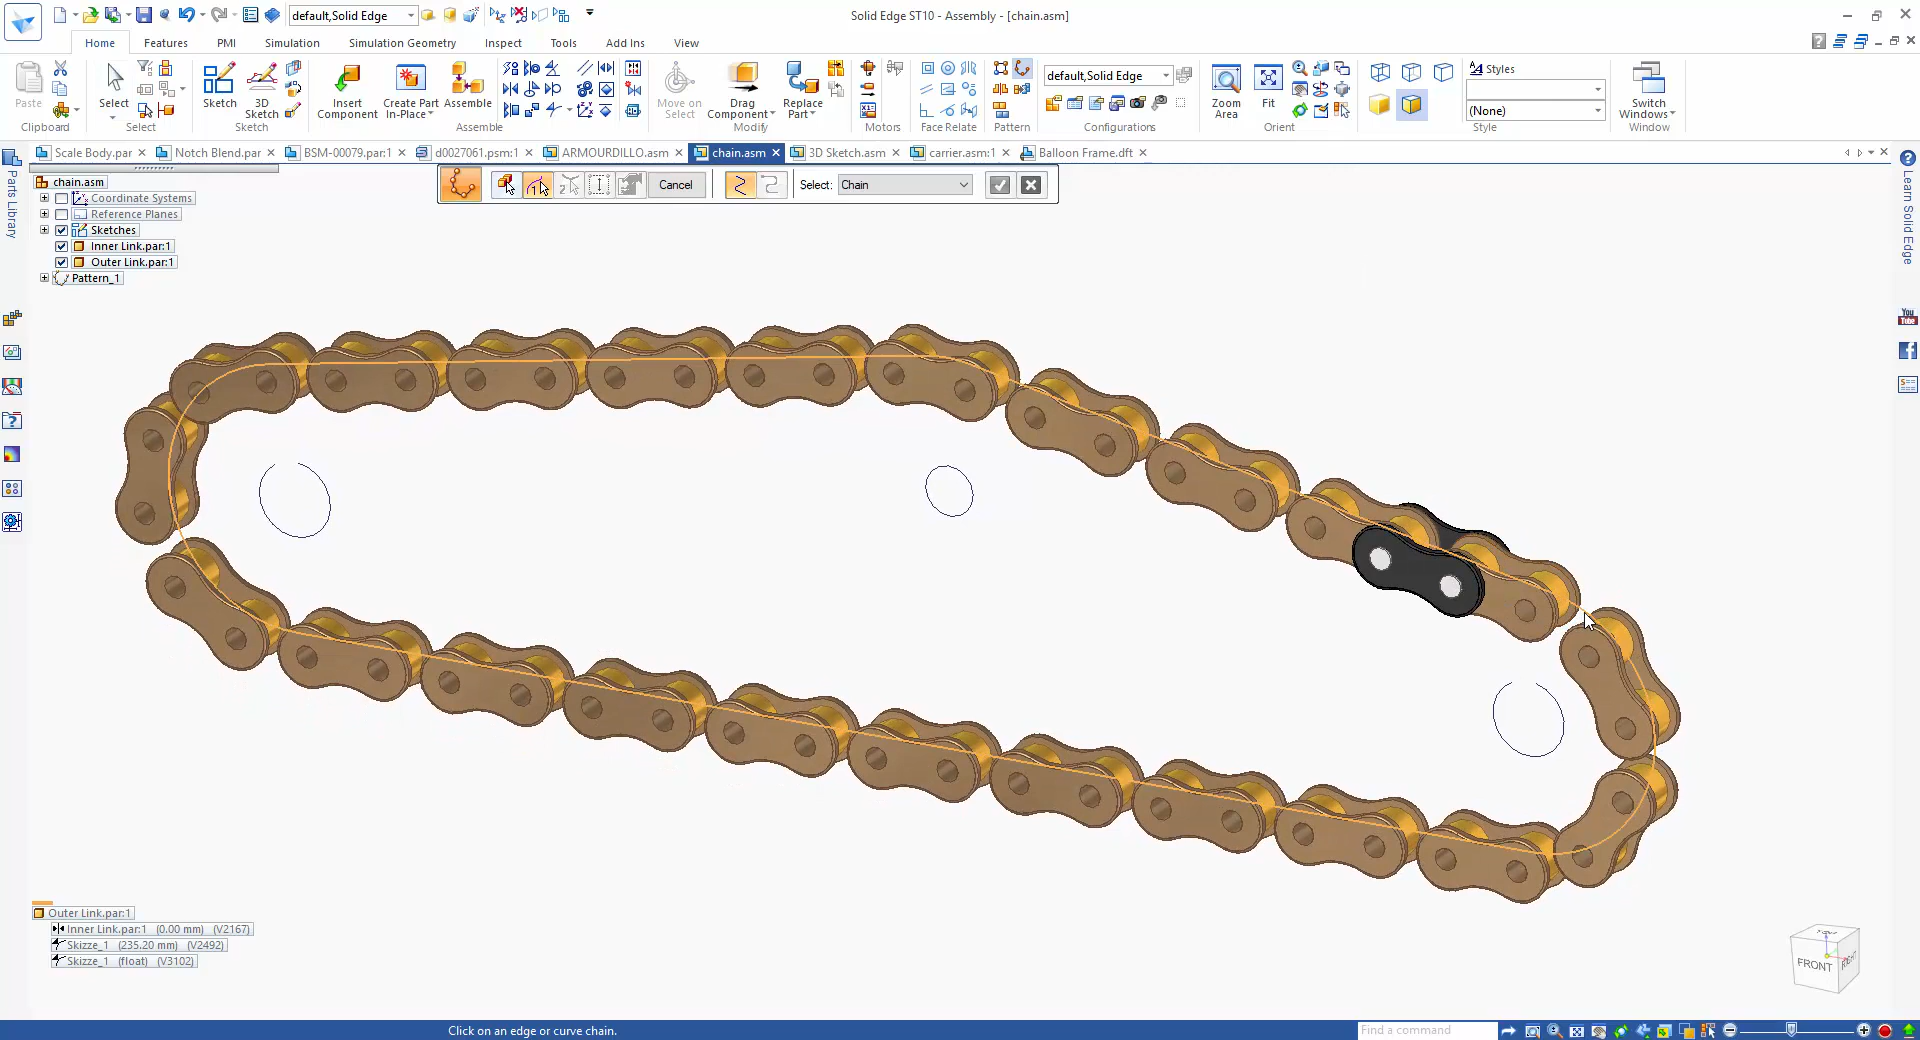 default,Solid Edge
Solid Edge ST10 - Assembly - [chain.asm]
Home Features PMI Simulation Simulation Geometry Inspect Tools Add Ins View
Paste
Clipboard
Select
Select
Sketch
3D Sketch
Sketch
Insert Component
Create Part In-Place
Assemble
Assemble
Move on Select
Drag Component
Replace Part
Modify
Motors
Face Relate
Pattern
default,Solid Edge
Configurations
Zoom Area
Fit
Orient
Styles
(None)
Style
Switch Windows
Window
Scale Body.par
Notch Blend.par
BSM-00079.par:1
d0027061.psm:1
ARMOURDILLO.asm
chain.asm
3D Sketch.asm
carrier.asm:1
Balloon Frame.dft
Parts Library
Learn Solid Edge
You
Tube
Cancel
Select: Chain
chain.asm
Coordinate Systems
Reference Planes
Sketches
Inner Link.par:1
Outer Link.par:1
Pattern_1
Outer Link.par:1
Inner Link.par:1 (0.00 mm) (V2167)
Skizze_1 (235.20 mm) (V2492)
Skizze_1 (float) (V3102)
FRONT
RIGHT
Click on an edge or curve chain.
Find a command